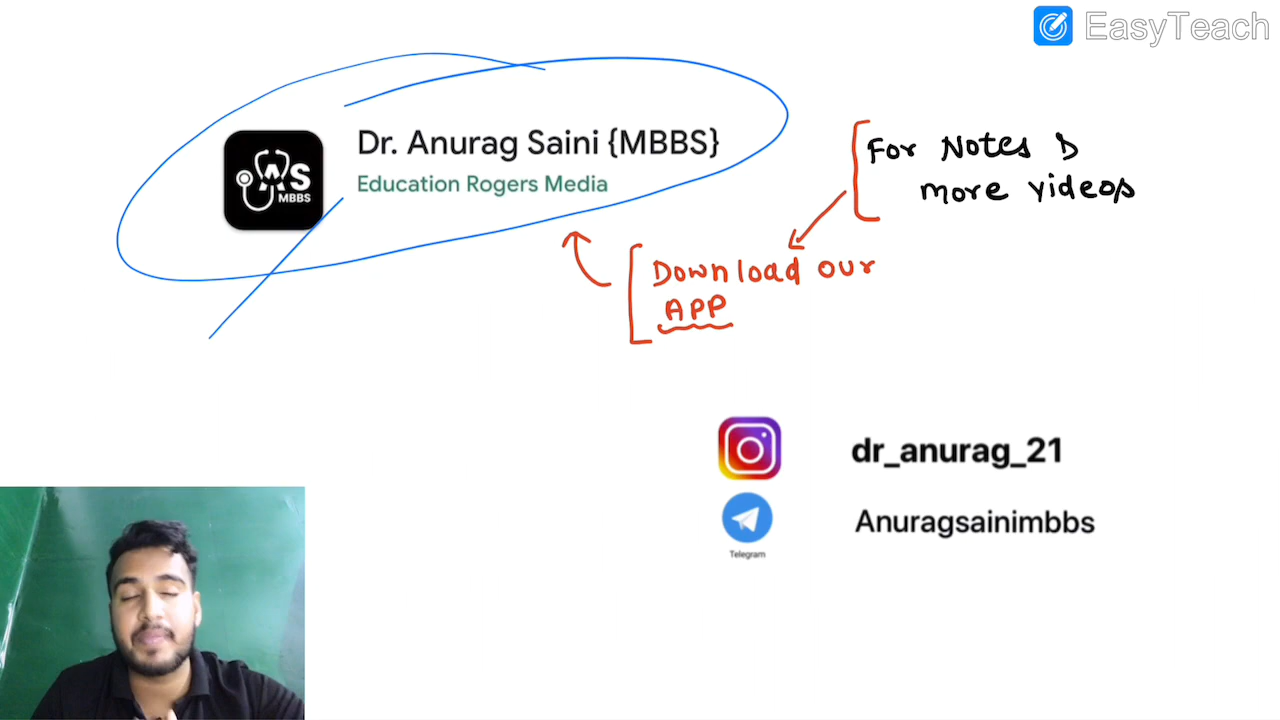 EasyTeach
Dr. Anurag Saini {MBBS}
Education Rogers Media
AS
MBBS
For Notes D
more videos
Download our
APP
dr_anurag_21
Anuragsainimbbs
Telegram